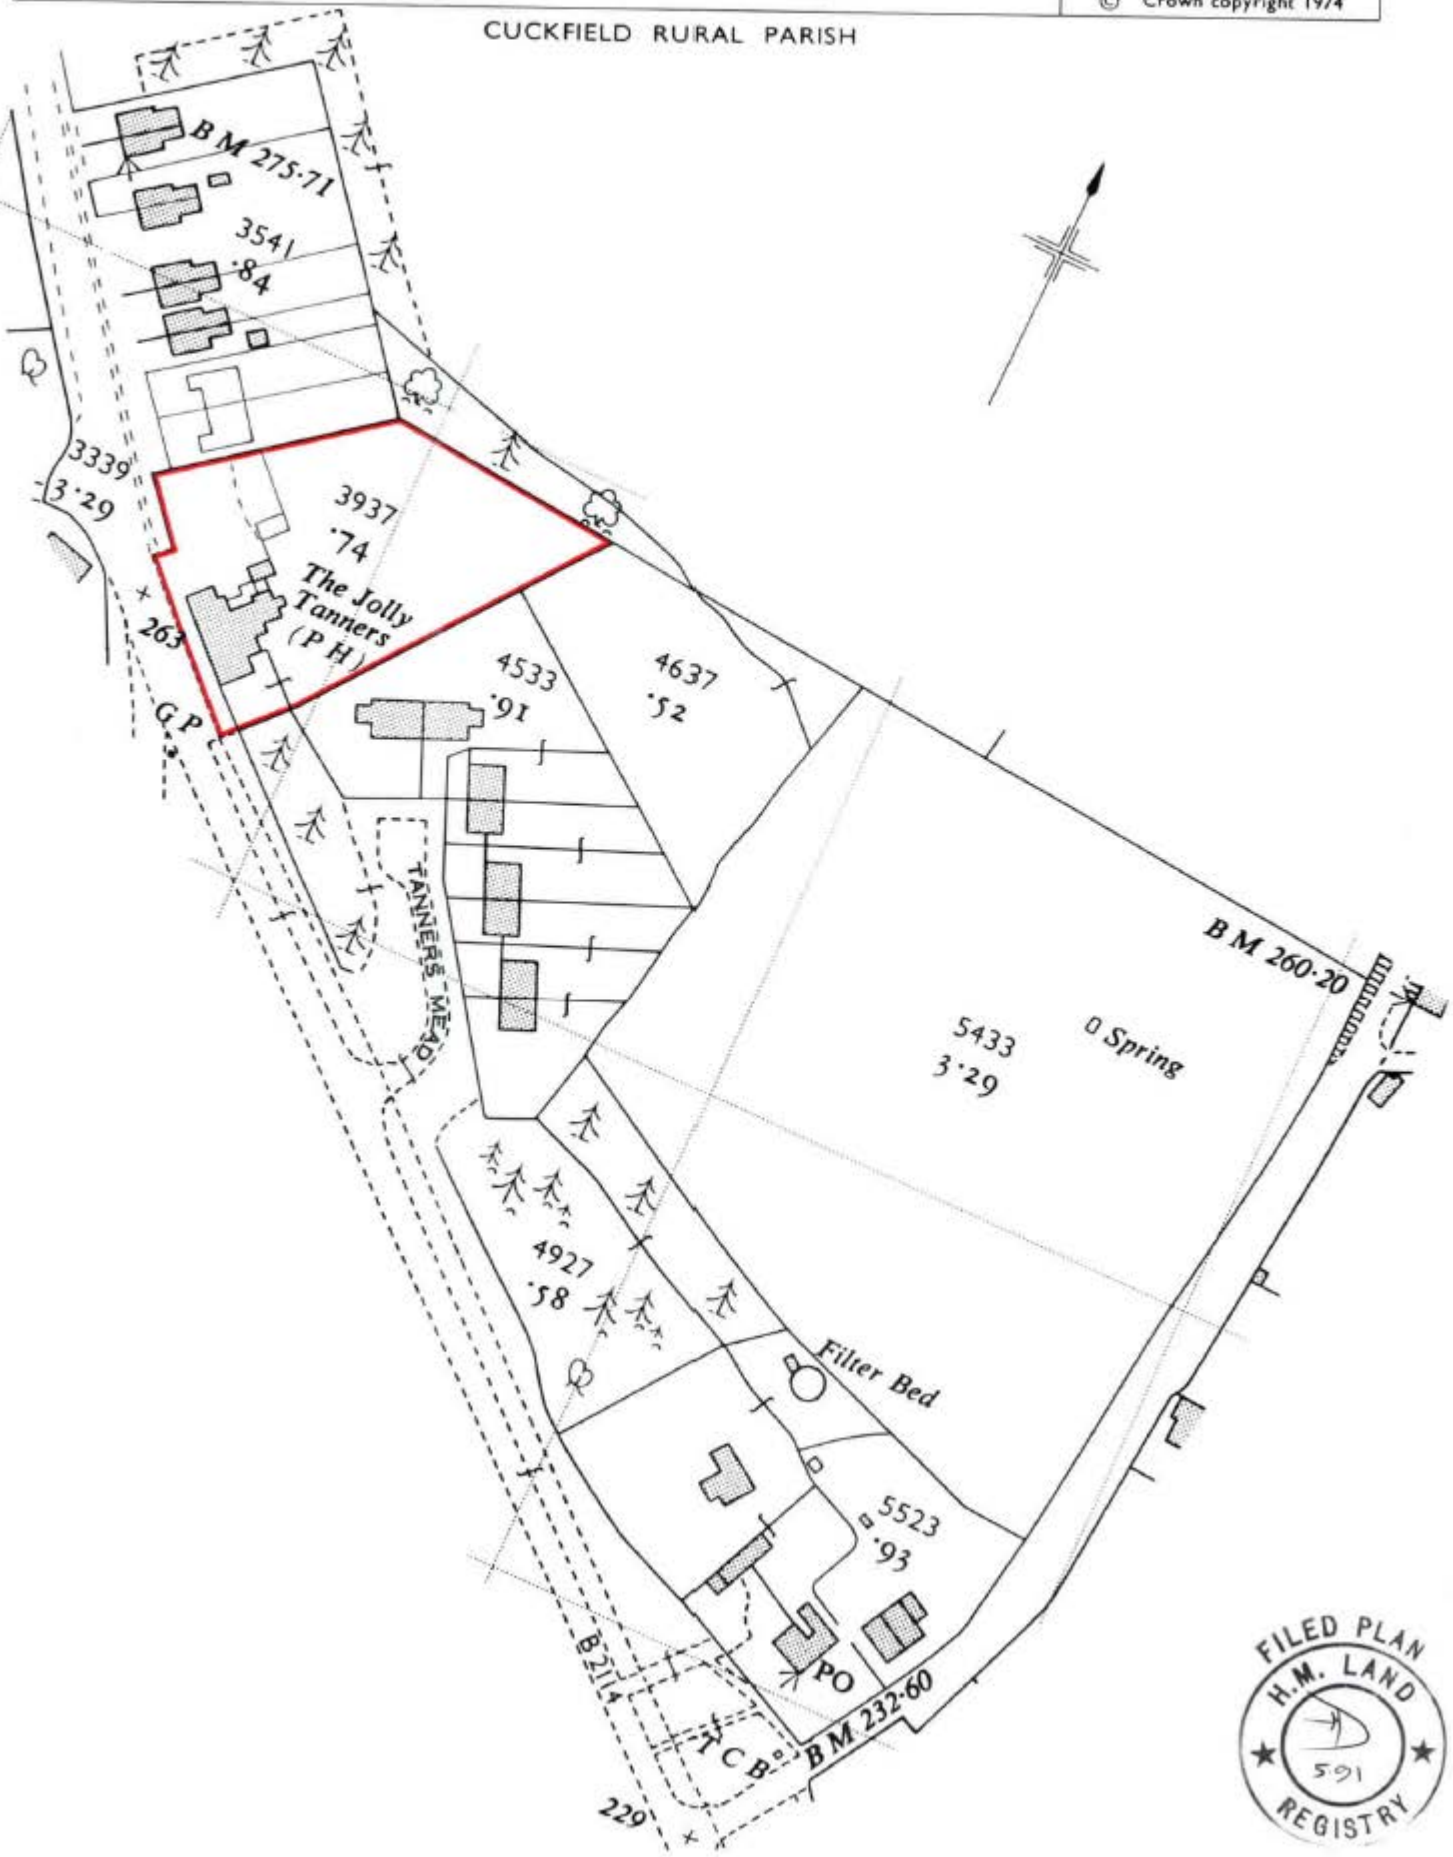 © Crown copyright 1974
CUCKFIELD RURAL PARISH
B M 275·71
3541
·84
3339
3·29
3937
·74
The Jolly
Tanners
(P H)
263
G P
4533
·91
4637
·52
TANNERS MEAD
B M 260·20
5433
3·29
Spring
4927
·58
Filter Bed
5523
·93
B 2114
PO
B M 232·60
T C B
229
FILED PLAN
H.M. LAND
5·91
REGISTRY